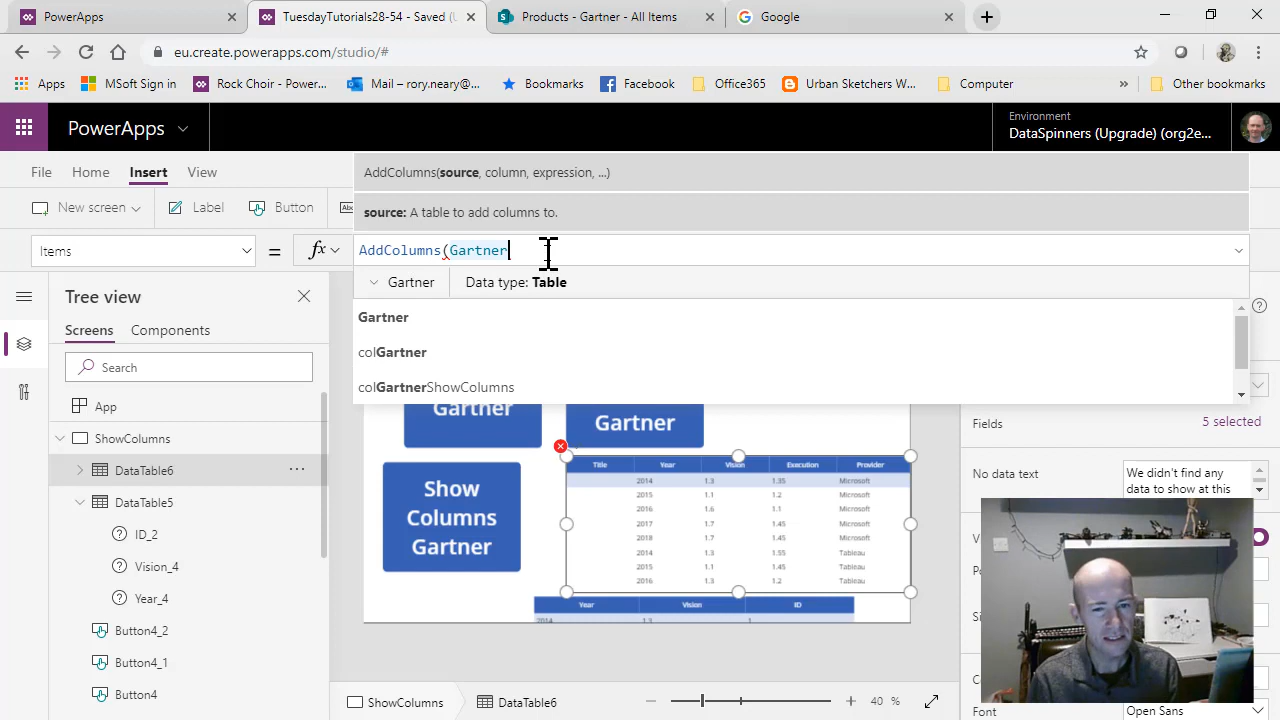 PowerApps
TuesdayTutorials28-54 - Saved (U
Products - Gartner - All Items
Google
eu.create.powerapps.com/studio/#
Apps
MSoft Sign in
Rock Choir - Power...
Mail – rory.neary@...
Bookmarks
Facebook
Office365
Urban Sketchers W...
Computer
»
Other bookmarks
PowerApps
Environment
DataSpinners (Upgrade) (org2e...
File
Home
Insert
View
AddColumns(source, column, expression, ...)
source: A table to add columns to.
New screen
Label
Button
Abc
Items
=
fx
AddColumns(Gartner
Gartner
Data type: Table
Gartner
colGartner
colGartnerShowColumns
Tree view
Screens
Components
Search
App
ShowColumns
DataTable6
...
DataTable5
ID_2
Vision_4
Year_4
Button4_2
Button4_1
Button4
Gartner
Gartner
Show
Columns
Gartner
Title Year Vision Execution Provider
2014 1.3 1.35 Microsoft
2015 1.1 1.2 Microsoft
2016 1.6 1.1 Microsoft
2017 1.7 1.45 Microsoft
2018 1.7 1.45 Microsoft
2014 1.3 1.55 Tableau
2015 1.1 1.45 Tableau
2016 1.3 1.2 Tableau
Year Vision ID
2014 1.3 1
Fields
5 selected
No data text
We didn't find any
data to show at this
Font
Open Sans
ShowColumns
DataTable6
40 %